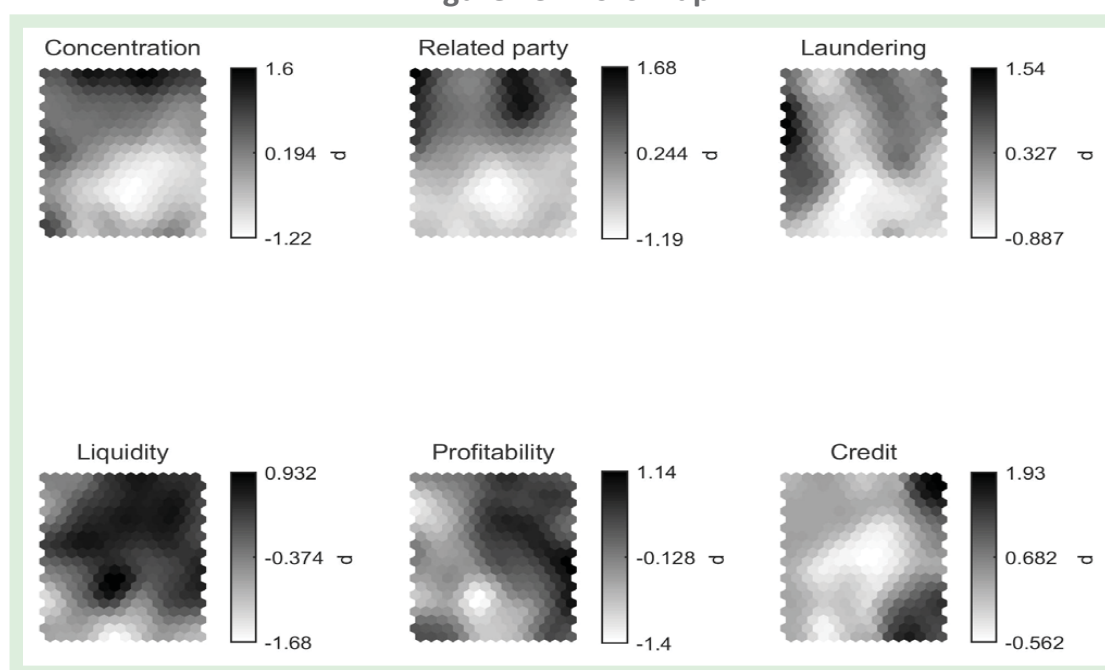 Concentration
1.6
0.194
d
-1.22
Related party
1.68
0.244
d
-1.19
Laundering
1.54
0.327
d
-0.887
Liquidity
0.932
-0.374
d
-1.68
Profitability
1.14
-0.128
d
-1.4
Credit
1.93
0.682
d
-0.562